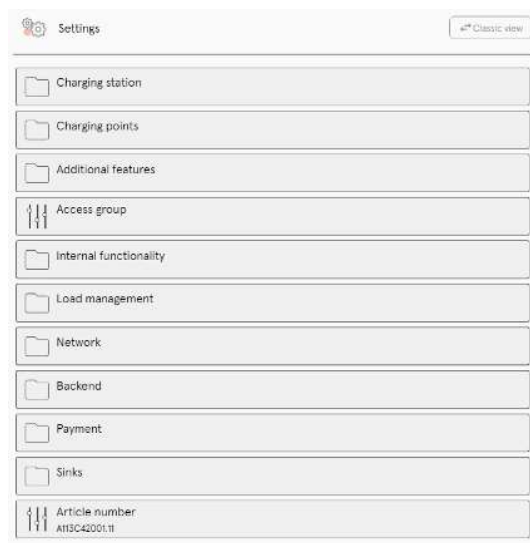 Settings
Classic view
Charging station
Charging points
Additional features
Access group
Internal functionality
Load management
Network
Backend
Payment
Sinks
Article number
A113C42001.11